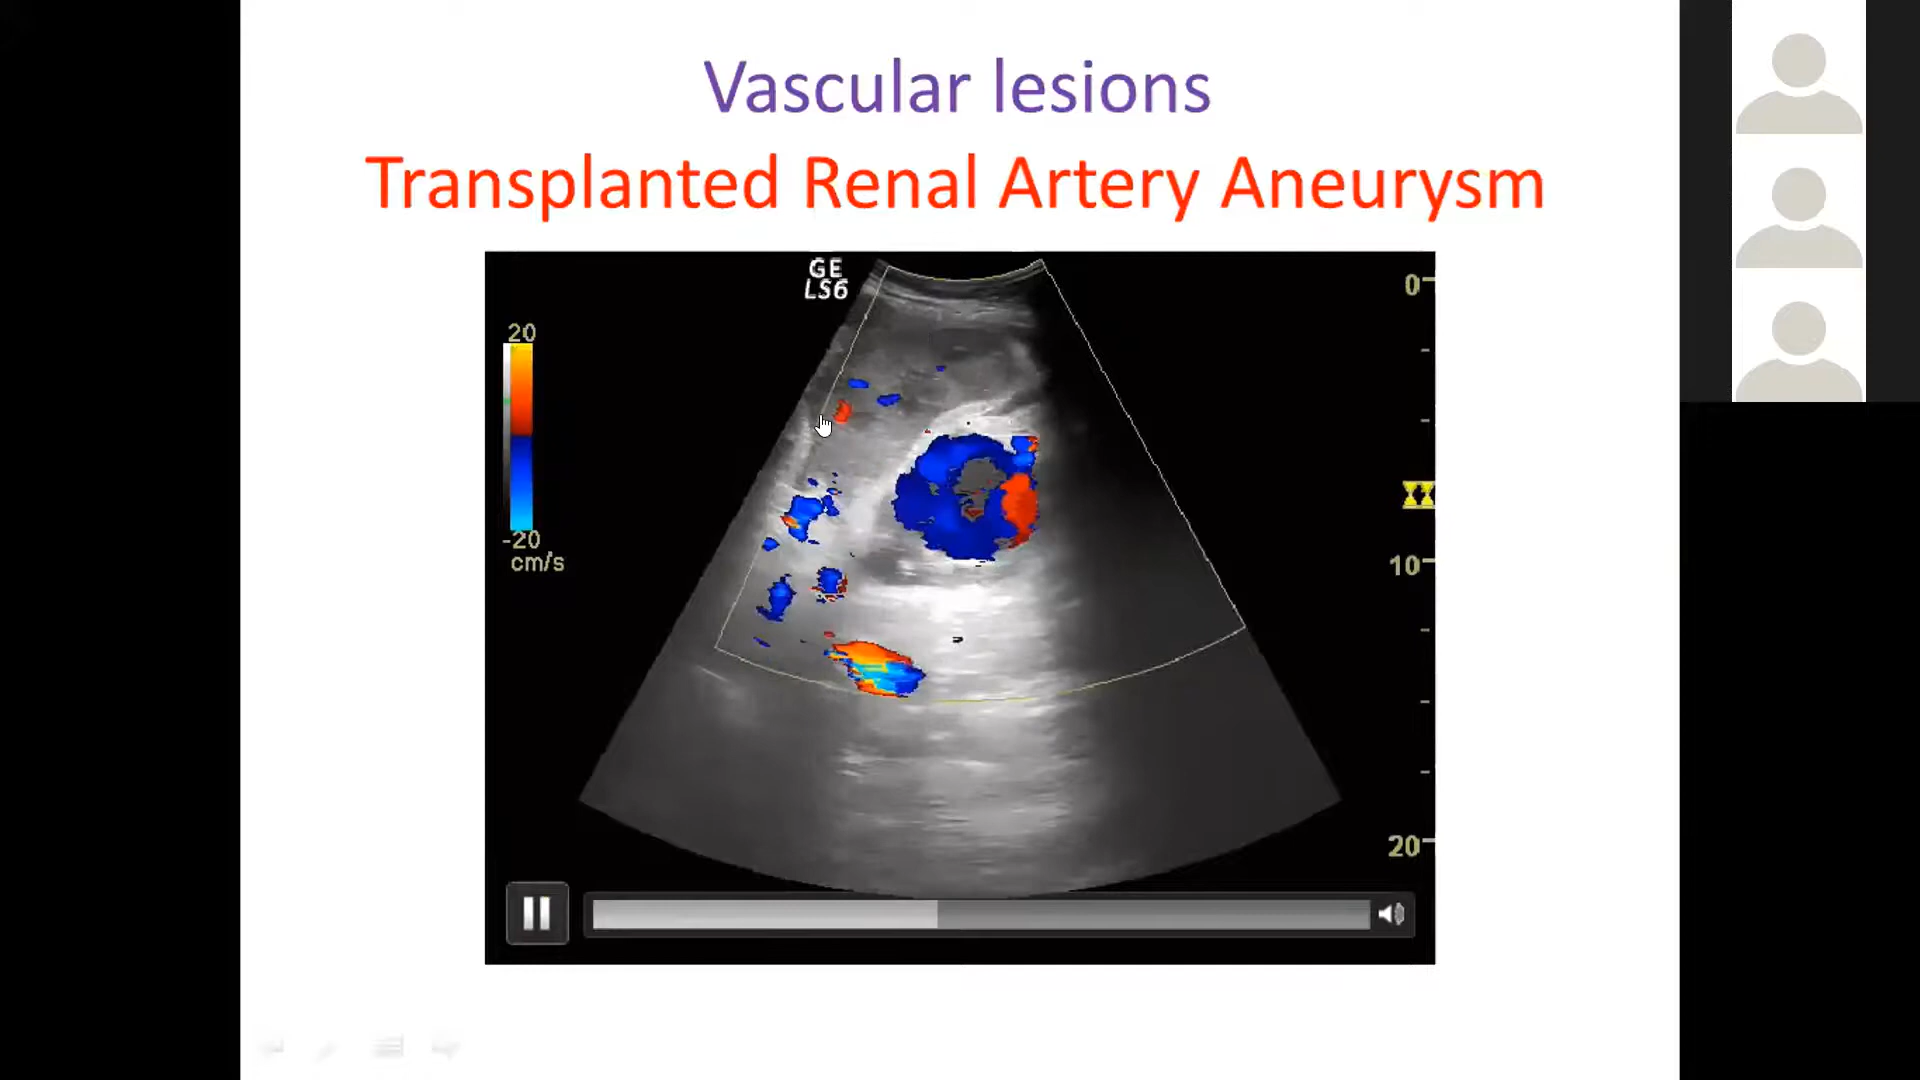 Vascular lesions
Transplanted Renal Artery Aneurysm
GE
LS6
0
20
-20
cm/s
10
20